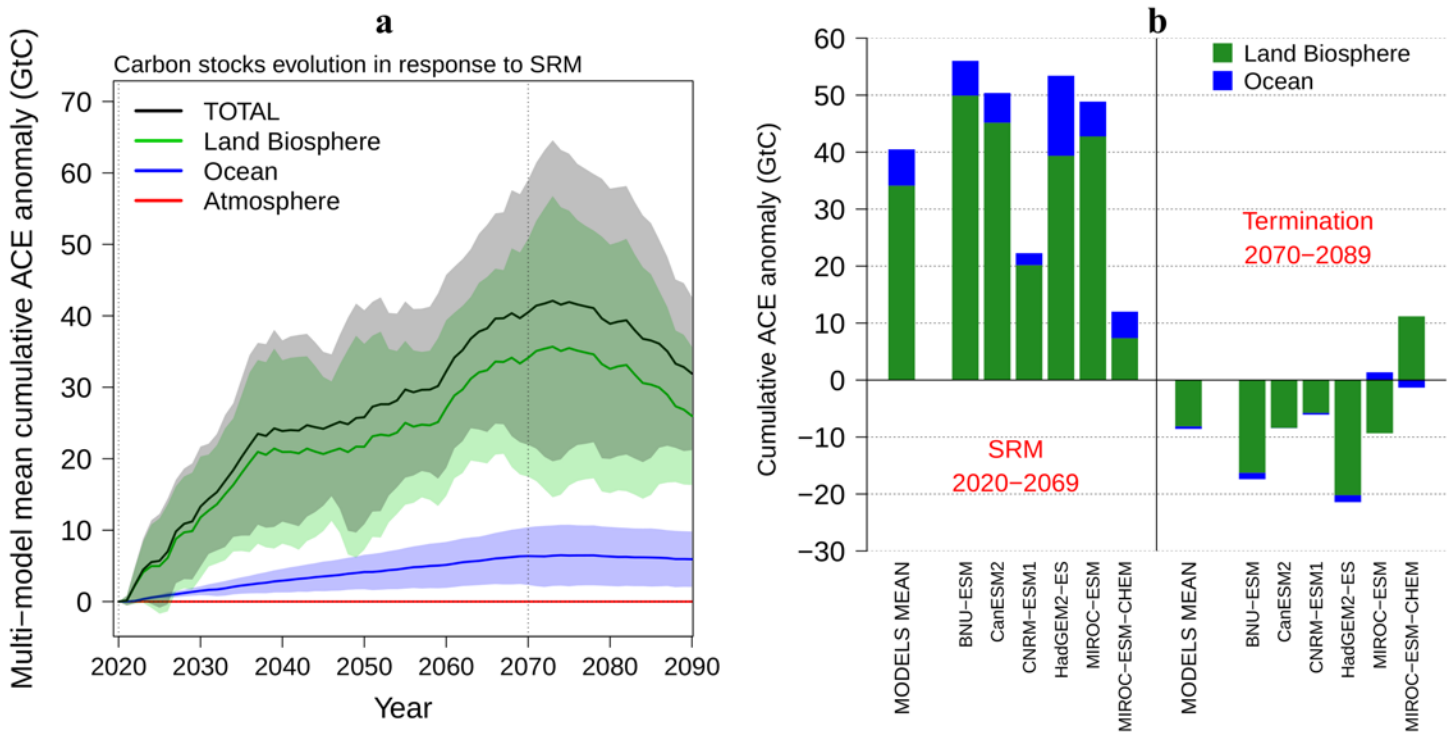 a
Carbon stocks evolution in response to SRM
Multi−model mean cumulative ACE anomaly (GtC)
70
60
50
40
30
20
10
0
TOTAL
Land Biosphere
Ocean
Atmosphere
2020 2030 2040 2050 2060 2070 2080 2090
Year
b
Cumulative ACE anomaly (GtC)
60
50
40
30
20
10
0
−10
−20
−30
Land Biosphere
Ocean
Termination
2070−2089
SRM
2020−2069
MODELS MEAN
BNU−ESM
CanESM2
CNRM−ESM1
HadGEM2−ES
MIROC−ESM
MIROC−ESM−CHEM
MODELS MEAN
BNU−ESM
CanESM2
CNRM−ESM1
HadGEM2−ES
MIROC−ESM
MIROC−ESM−CHEM